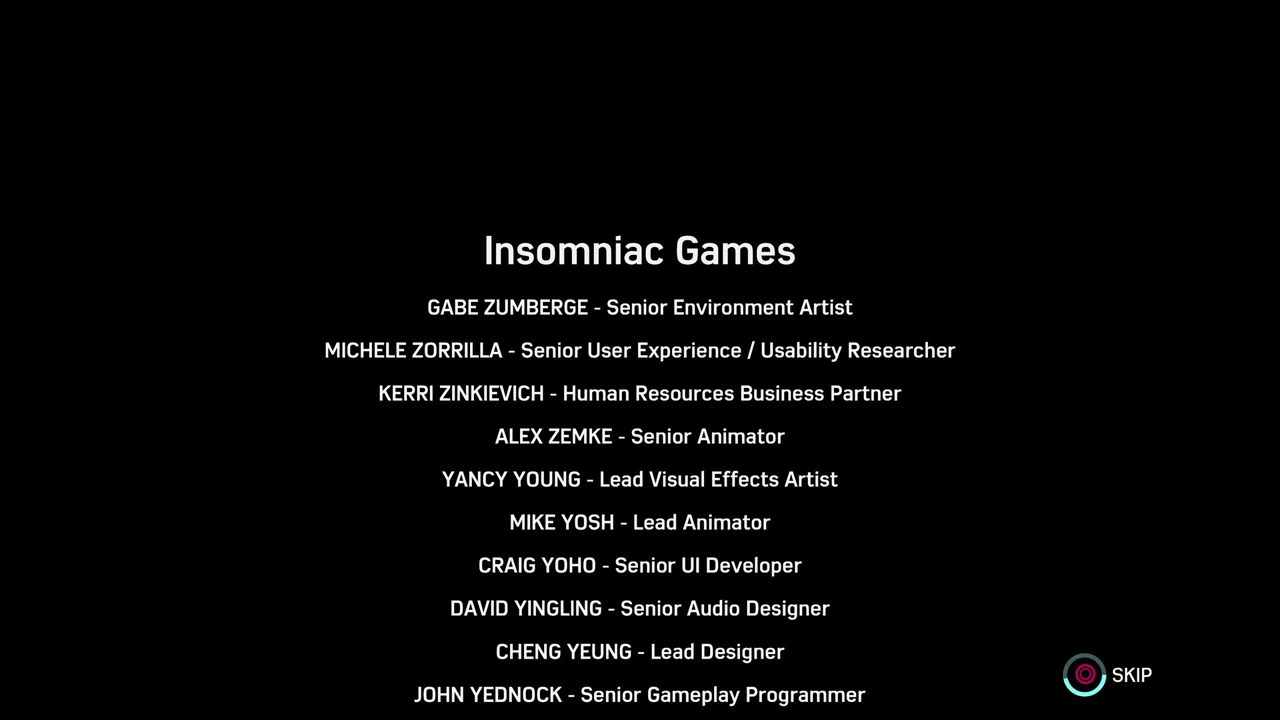 Insomniac Games
GABE ZUMBERGE - Senior Environment Artist
MICHELE ZORRILLA - Senior User Experience / Usability Researcher
KERRI ZINKIEVICH - Human Resources Business Partner
ALEX ZEMKE - Senior Animator
YANCY YOUNG - Lead Visual Effects Artist
MIKE YOSH - Lead Animator
CRAIG YOHO - Senior UI Developer
DAVID YINGLING - Senior Audio Designer
CHENG YEUNG - Lead Designer
SKIP
JOHN YEDNOCK - Senior Gameplay Programmer